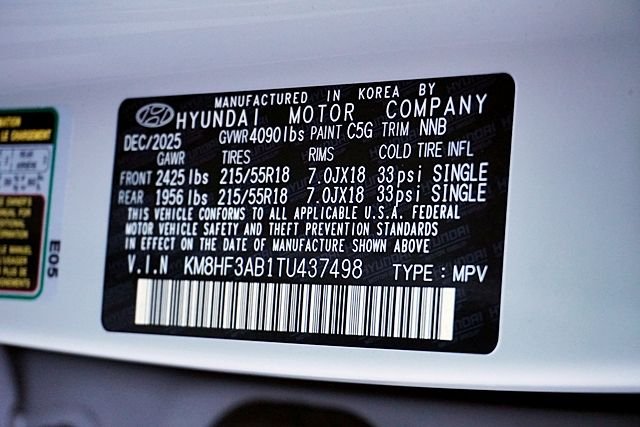 MANUFACTURED IN KOREA BY
HYUNDAI MOTOR COMPANY
DEC/2025 GVWR4090lbs PAINT C5G TRIM NNB
GAWR TIRES RIMS COLD TIRE INFL
FRONT 2425 lbs 215/55R18 7.0JX18 33psi SINGLE
REAR 1956 lbs 215/55R18 7.0JX18 33psi SINGLE
THIS VEHICLE CONFORMS TO ALL APPLICABLE U.S.A. FEDERAL
MOTOR VEHICLE SAFETY AND THEFT PREVENTION STANDARDS
IN EFFECT ON THE DATE OF MANUFACTURE SHOWN ABOVE
V.I.N KM8HF3AB1TU437498 TYPE : MPV
E05